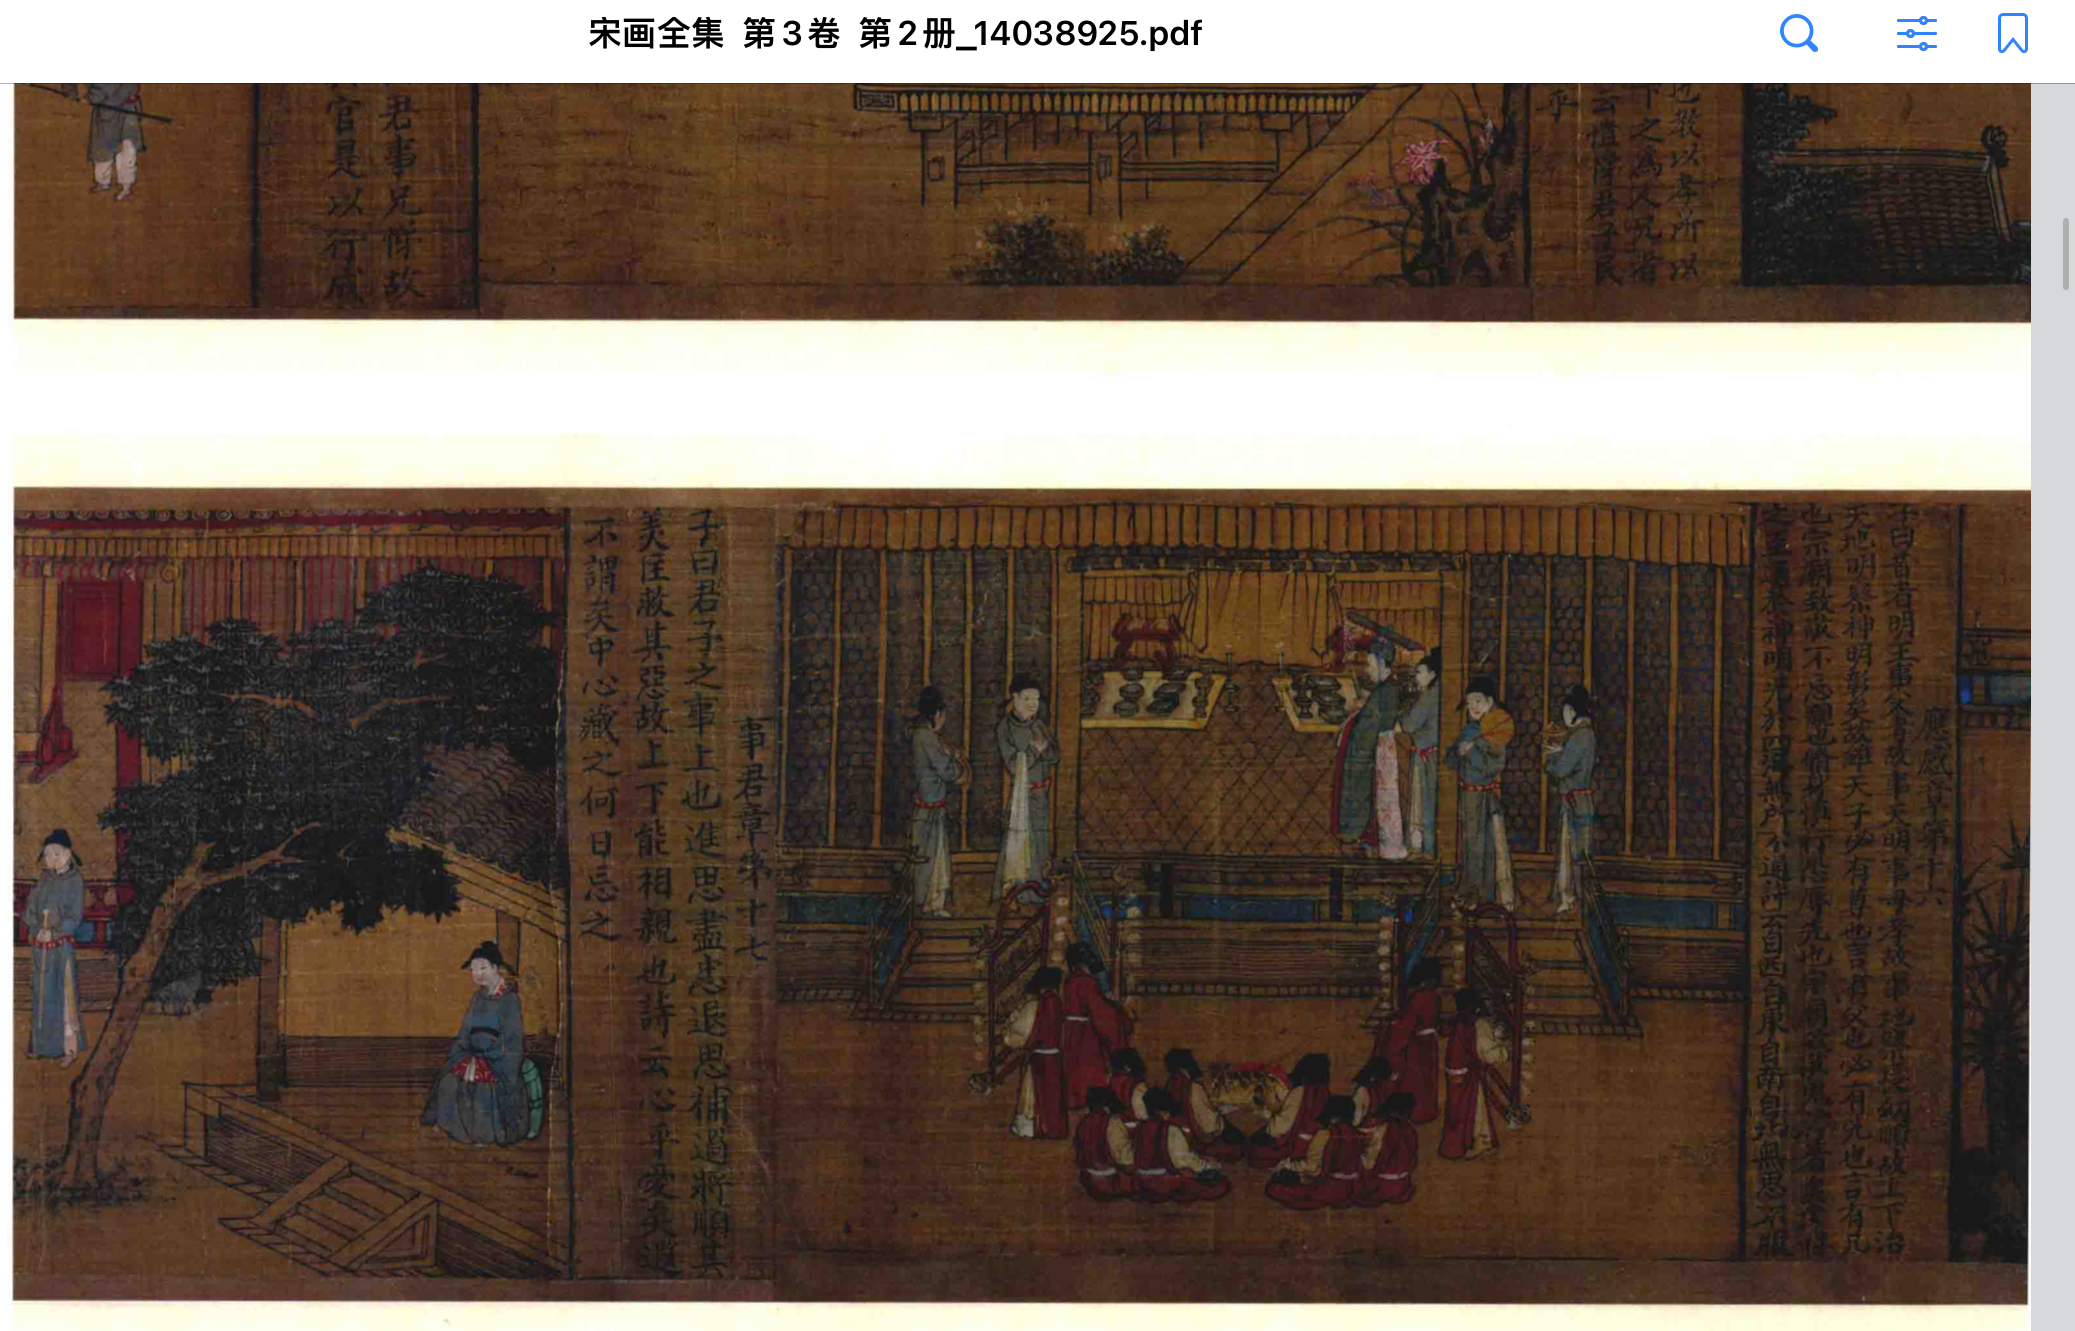 宋画全集 第3卷 第2册_14038925.pdf
也敬以孝所以
下之為人兄者
云愷悌君子民
乎
君事兄悌故
官是以行成
應感章第十六
子曰昔者明王事父孝故事天明事母孝故事地察長幼順故上下治
天地明察神明彰矣故雖天子必有尊也言有父也必有先也言有兄
也宗廟致敬不忘親也脩身慎行恐辱先也宗廟致敬鬼神著矣孝悌
之至通於神明光於四海無所不通詩云自西自東自南自北無思不服
事君章第十七
子曰君子之事上也進思盡忠退思補過將順其
美匡救其惡故上下能相親也詩云心乎愛矣遐
不謂矣中心藏之何日忘之